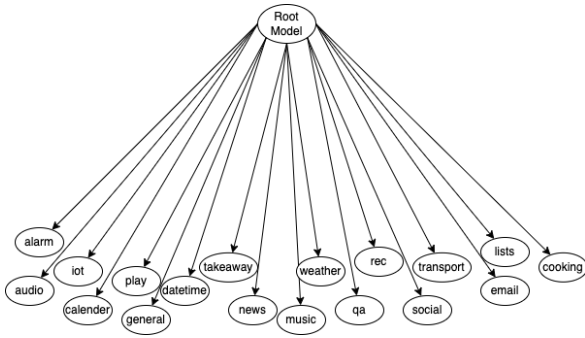 Root
Model
alarm
audio
iot
calender
play
general
datetime
takeaway
news
weather
music
rec
qa
transport
social
lists
email
cooking